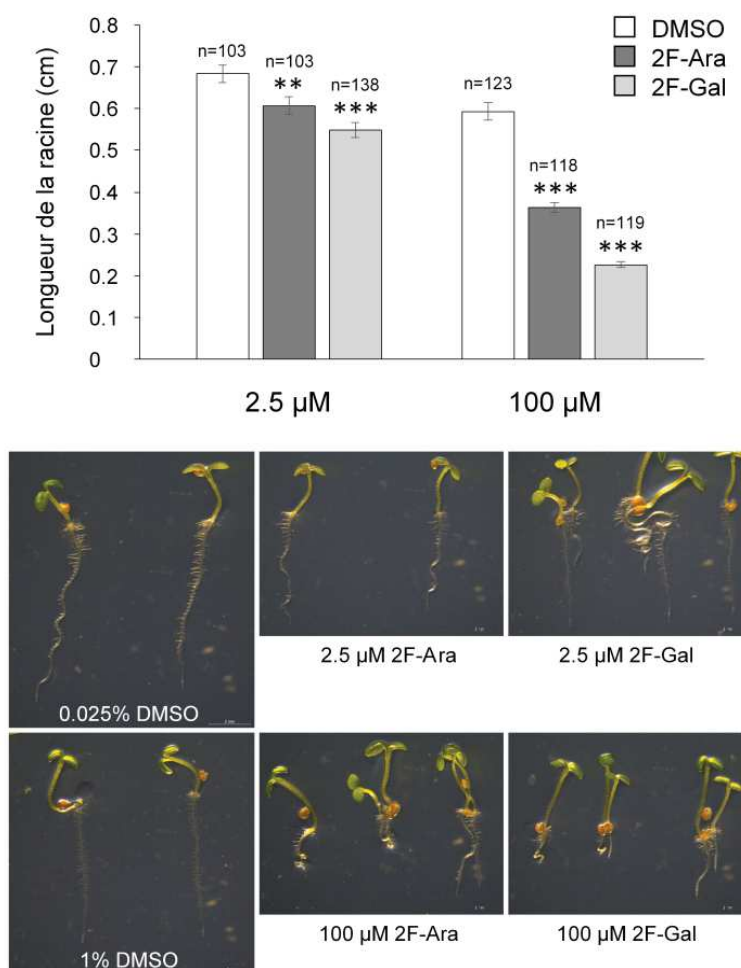 0.8
0.7
0.6
0.5
0.4
0.3
0.2
0.1
0
Longueur de la racine (cm)
n=103
n=103
**
n=138
***
n=123
n=118
***
n=119
***
DMSO
2F-Ara
2F-Gal
2.5 µM
100 µM
0.025% DMSO
2.5 µM 2F-Ara
2.5 µM 2F-Gal
1% DMSO
100 µM 2F-Ara
100 µM 2F-Gal